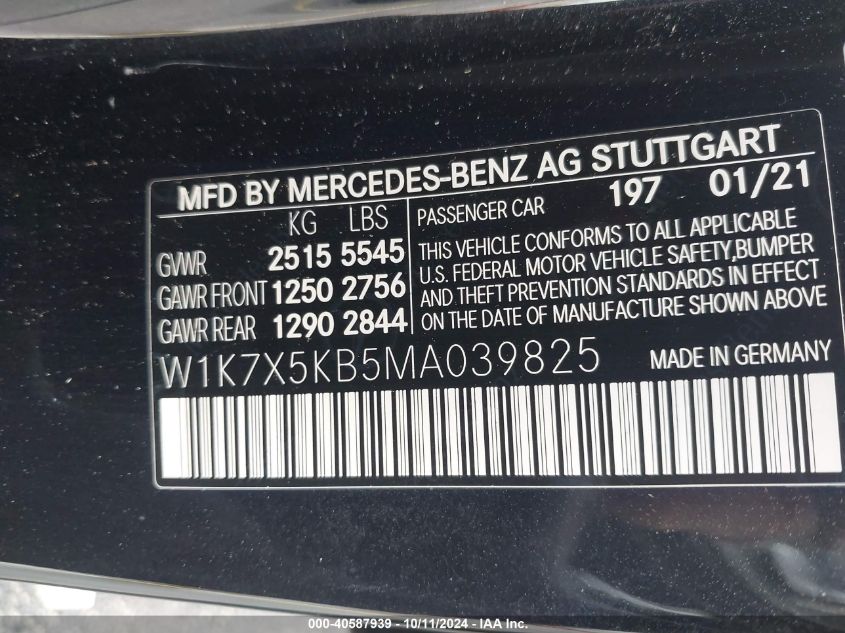 MFD BY MERCEDES-BENZ AG STUTTGART
KG LBS
GVWR 2515 5545
GAWR FRONT 1250 2756
GAWR REAR 1290 2844
PASSENGER CAR 197 01/21
THIS VEHICLE CONFORMS TO ALL APPLICABLE
U.S. FEDERAL MOTOR VEHICLE SAFETY, BUMPER
AND THEFT PREVENTION STANDARDS IN EFFECT
ON THE DATE OF MANUFACTURE SHOWN ABOVE
W1K7X5KB5MA039825 MADE IN GERMANY
000-40587939 - 10/11/2024 - IAA Inc.